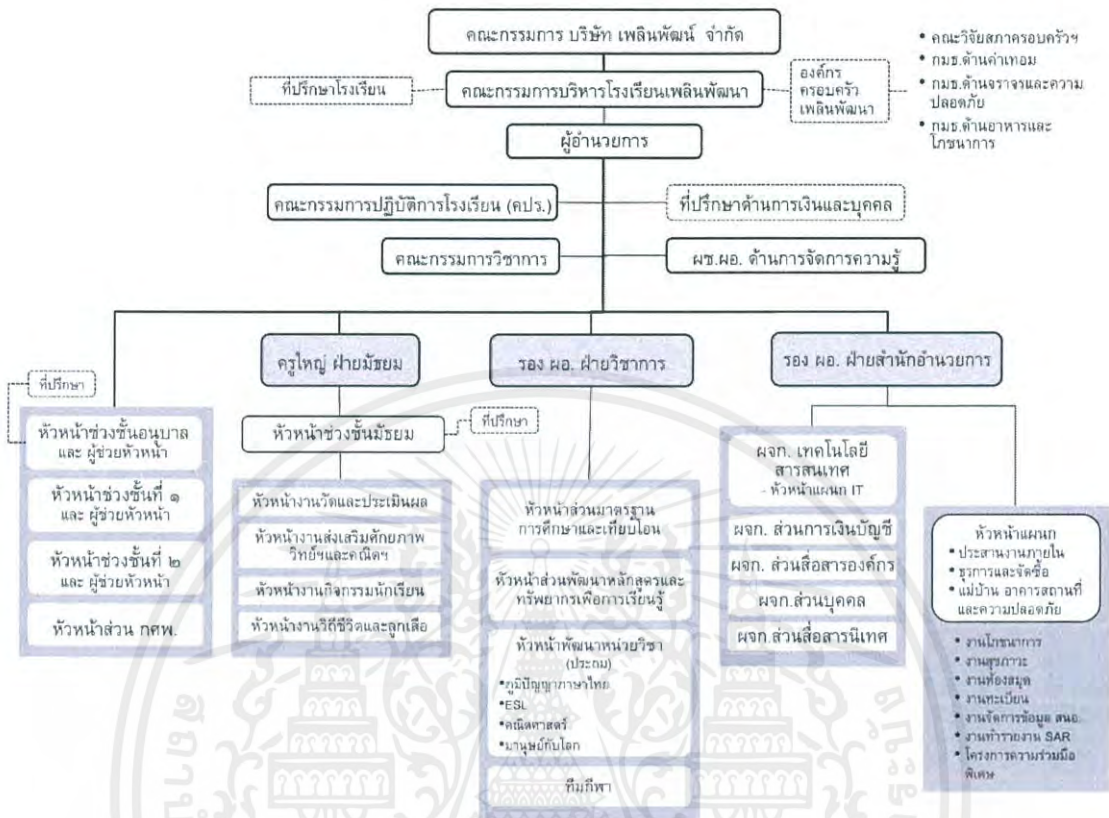 คณะกรรมการ บริษัท เพลินพัฒน์ จำกัด
ที่ปรึกษาโรงเรียน
คณะกรรมการบริหารโรงเรียนเพลินพัฒนา
องค์กร
ครอบครัว
เพลินพัฒนา
• คณะวิจัยสภาครอบครัวฯ
• กมธ.ด้านค่าเทอม
• กมธ.ด้านจราจรและความ
ปลอดภัย
• กมธ.ด้านอาหารและ
โภชนาการ
ผู้อำนวยการ
คณะกรรมการปฏิบัติการโรงเรียน (คปร.)
ที่ปรึกษาด้านการเงินและบุคคล
คณะกรรมการวิชาการ
ผช.ผอ. ด้านการจัดการความรู้
ครูใหญ่ ฝ่ายมัธยม
รอง ผอ. ฝ่ายวิชาการ
รอง ผอ. ฝ่ายสำนักอำนวยการ
ที่ปรึกษา
หัวหน้าช่วงชั้นอนุบาล
และ ผู้ช่วยหัวหน้า
หัวหน้าช่วงชั้นที่ ๑
และ ผู้ช่วยหัวหน้า
หัวหน้าช่วงชั้นที่ ๒
และ ผู้ช่วยหัวหน้า
หัวหน้าส่วน กศพ.
หัวหน้าช่วงชั้นมัธยม
ที่ปรึกษา
หัวหน้างานวัดและประเมินผล
หัวหน้างานส่งเสริมศักยภาพ
วิทย์ฯและคณิตฯ
หัวหน้างานกิจกรรมนักเรียน
หัวหน้างานวิถีชีวิตและลูกเสือ
หัวหน้าส่วนมาตรฐาน
การศึกษาและเทียบโอน
หัวหน้าส่วนพัฒนาหลักสูตรและ
ทรัพยากรเพื่อการเรียนรู้
หัวหน้าพัฒนาหน่วยวิชา
(ประถม)
•ภูมิปัญญาภาษาไทย
•ESL
•คณิตศาสตร์
•มานุษย์กับโลก
ทีมกีฬา
ผจก. เทคโนโลยี
สารสนเทศ
- หัวหน้าแผนก IT
ผจก. ส่วนการเงินบัญชี
ผจก. ส่วนสื่อสารองค์กร
ผจก.ส่วนบุคคล
ผจก.ส่วนสื่อสารนิเทศ
หัวหน้าแผนก
• ประสานงานภายใน
• ธุรการและจัดซื้อ
• แม่บ้าน อาคารสถานที่
และความปลอดภัย
• งานโภชนาการ
• งานสุขภาวะ
• งานห้องสมุด
• งานทะเบียน
• งานจัดการข้อมูล สนอ.
• งานทำรายงาน SAR
• โครงการความร่วมมือ
พิเศษ